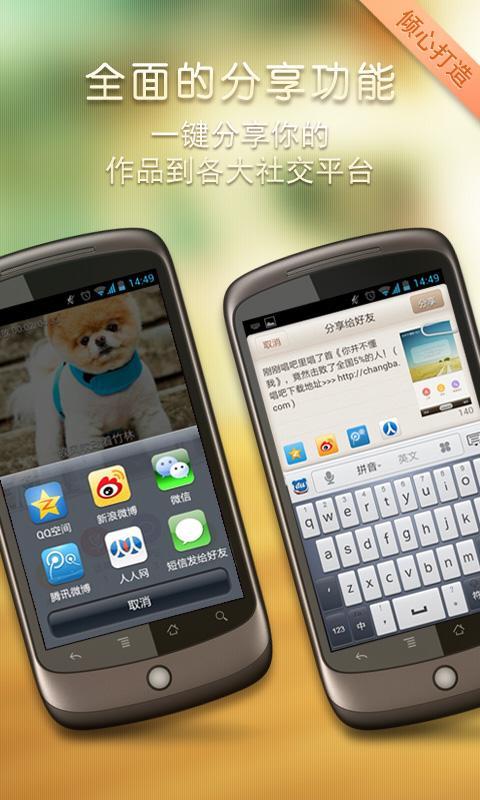 倾心打造
全面的分享功能
一键分享你的
作品到各大社交平台
14:49
竹林
QQ空间
新浪微博
微信
腾讯微博
人人网
短信发给好友
取消
14:49
取消
分享给好友
分享
刚刚唱吧里唱了首《你并不懂
我》，竟然击败了全国5%的人！(
唱吧下载地址>>> http://changba.
com )
140
拼音
英文
q w e r t y u i o p
a s d f g h j k l
z x c v b n m
123
中
符